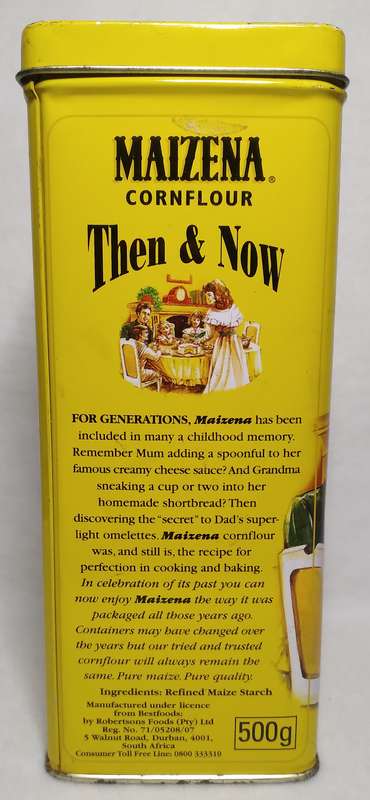 MAIZENA®
CORNFLOUR
Then & Now
FOR GENERATIONS, Maizena has been
included in many a childhood memory.
Remember Mum adding a spoonful to her
famous creamy cheese sauce? And Grandma
sneaking a cup or two into her
homemade shortbread? Then
discovering the "secret" to Dad's super-
light omelettes. Maizena cornflour
was, and still is, the recipe for
perfection in cooking and baking.
In celebration of its past you can
now enjoy Maizena the way it was
packaged all those years ago.
Containers may have changed over
the years but our tried and trusted
cornflour will always remain the
same. Pure maize. Pure quality.
Ingredients: Refined Maize Starch
Manufactured under licence
from Bestfoods:
by Robertsons Foods (Pty) Ltd
Reg. No. 71/05208/07
5 Walnut Road, Durban, 4001,
South Africa
Consumer Toll Free Line: 0800 333310
500g